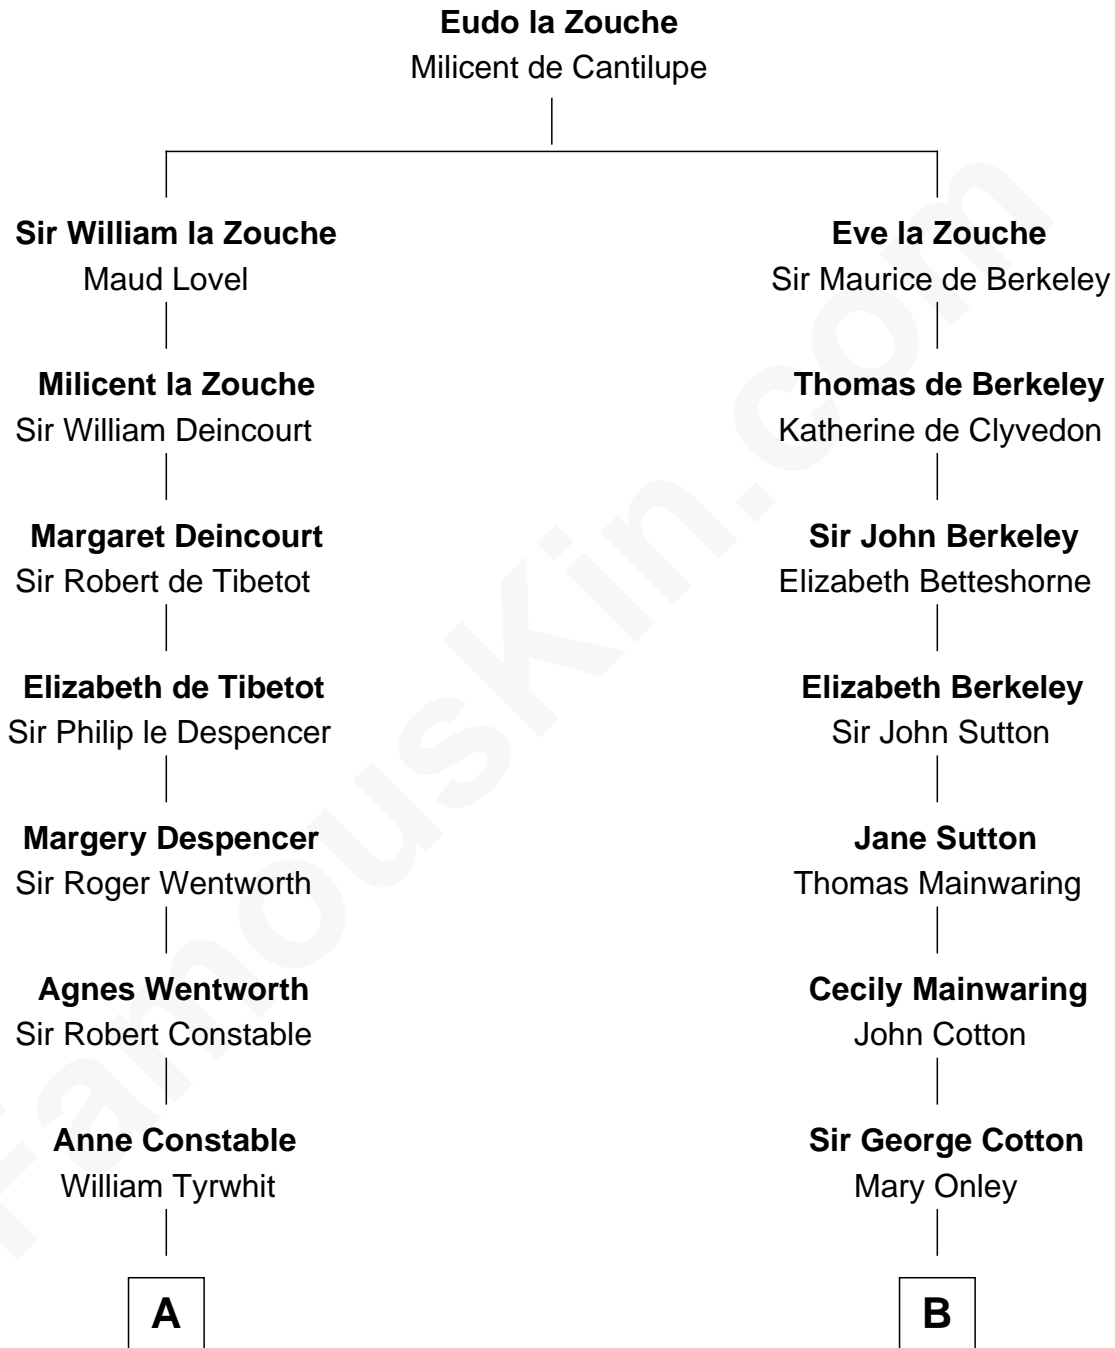 Eudo la Zouche
Milicent de Cantilupe
Sir William la Zouche
Maud Lovel
Eve la Zouche
Sir Maurice de Berkeley
Milicent la Zouche
Sir William Deincourt
Thomas de Berkeley
Katherine de Clyvedon
Margaret Deincourt
Sir Robert de Tibetot
Sir John Berkeley
Elizabeth Betteshorne
Elizabeth de Tibetot
Sir Philip le Despencer
Elizabeth Berkeley
Sir John Sutton
Margery Despencer
Sir Roger Wentworth
Jane Sutton
Thomas Mainwaring
Agnes Wentworth
Sir Robert Constable
Cecily Mainwaring
John Cotton
Anne Constable
William Tyrwhit
Sir George Cotton
Mary Onley
A
B
FamousKin.com